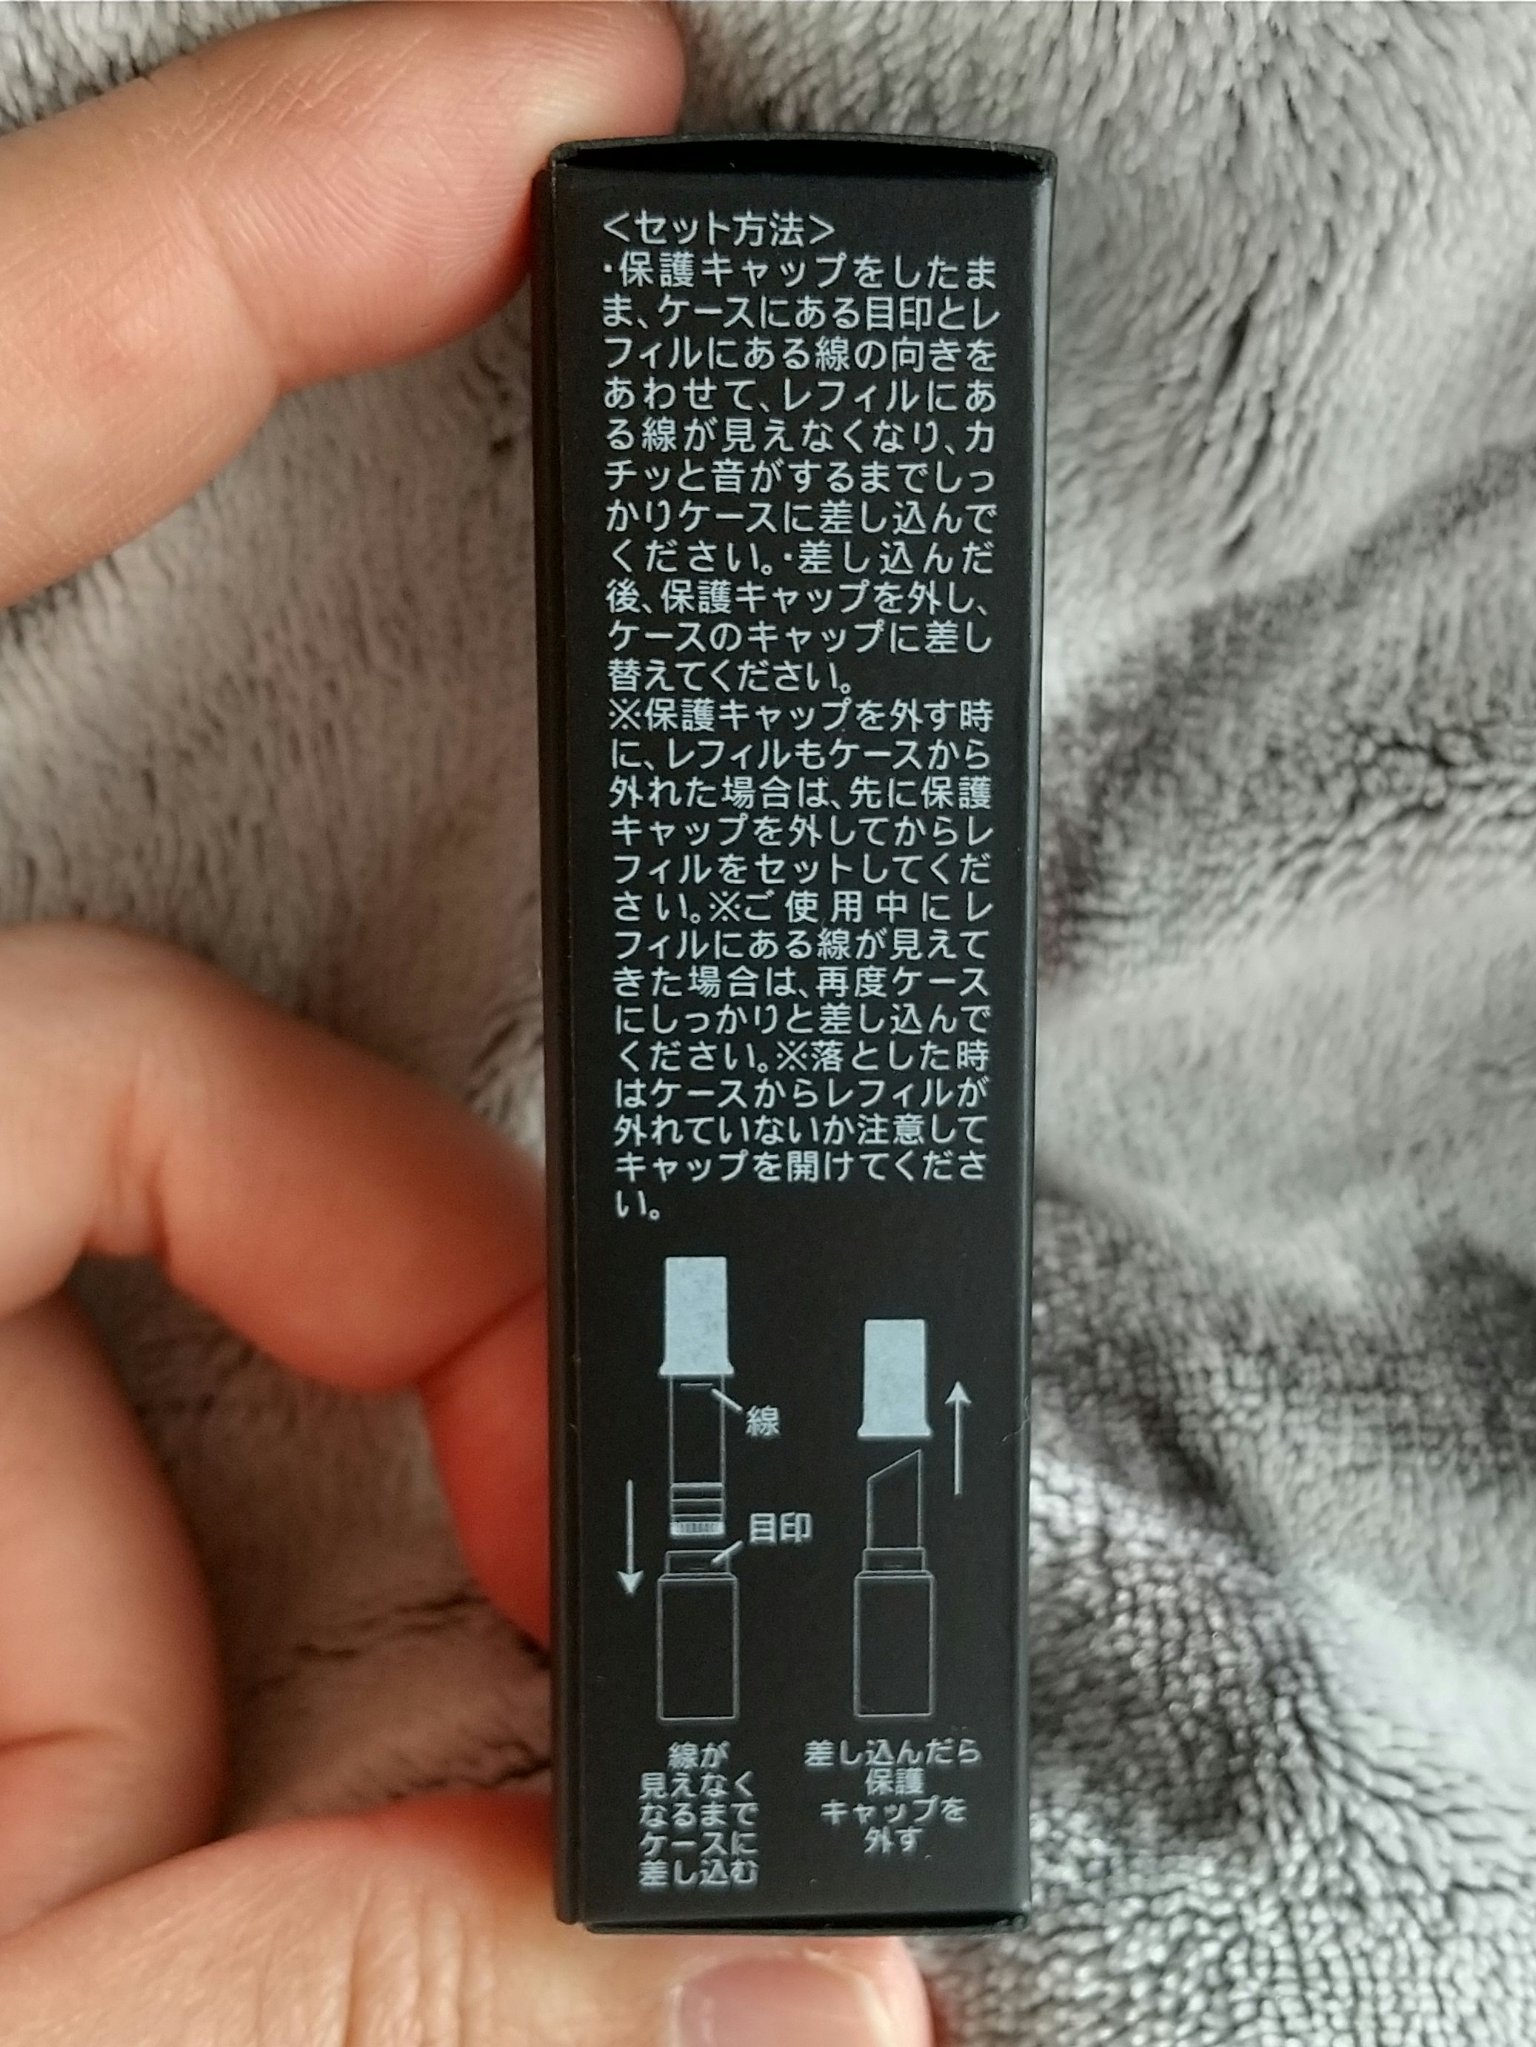 ＜セット方法＞
・保護キャップをしたま
ま、ケースにある目印とレ
フィルにある線の向きを
あわせて、レフィルにあ
る線が見えなくなり、カ
チッと音がするまでしっ
かりケースに差し込んで
ください。・差し込んだ
後、保護キャップを外し、
ケースのキャップに差し
替えてください。
※保護キャップを外す時
に、レフィルもケースから
外れた場合は、先に保護
キャップを外してからレ
フィルをセットしてくだ
さい。※ご使用中にレ
フィルにある線が見えて
きた場合は、再度ケース
にしっかりと差し込んで
ください。※落とした時
はケースからレフィルが
外れていないか注意して
キャップを開けてくださ
い。
線
目印
線が
見えなく
なるまで
ケースに
差し込む
差し込んだら
保護
キャップを
外す